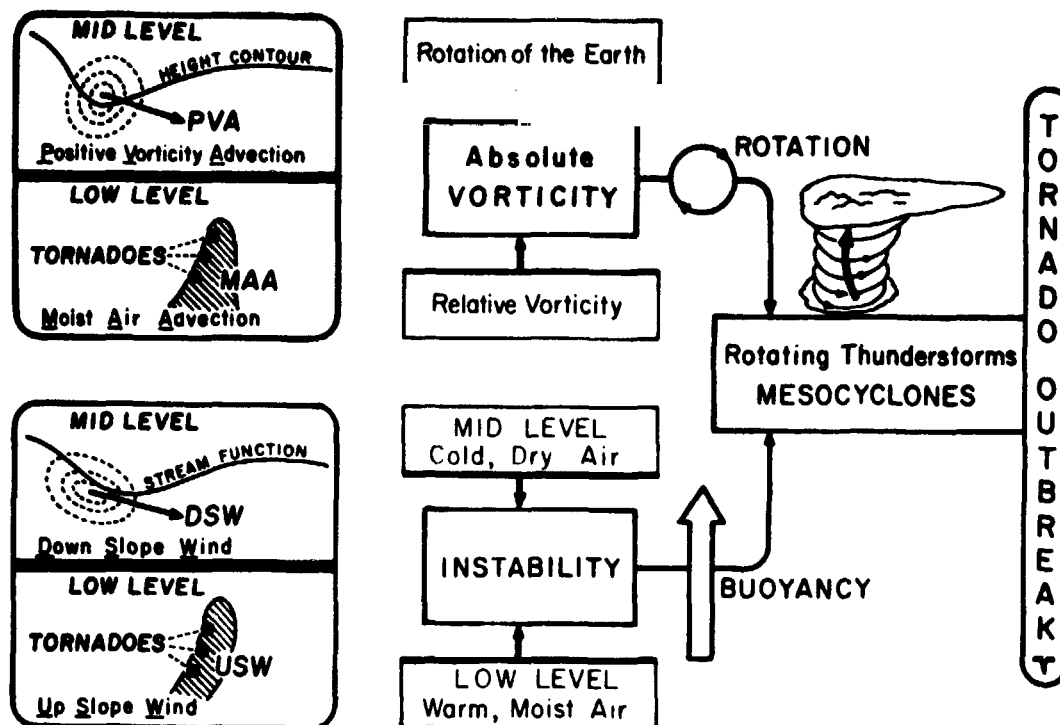 MID LEVEL
HEIGHT CONTOUR
PVA
Positive Vorticity Advection
LOW LEVEL
TORNADOES
MAA
Moist Air Advection
MID LEVEL
STREAM FUNCTION
DSW
Down Slope Wind
LOW LEVEL
TORNADOES
USW
Up Slope Wind
Rotation of the Earth
Absolute
VORTICITY
Relative Vorticity
ROTATION
MID LEVEL
Cold, Dry Air
INSTABILITY
LOW LEVEL
Warm, Moist Air
BUOYANCY
Rotating Thunderstorms
MESOCYCLONES
TORNADO OUTBREAK